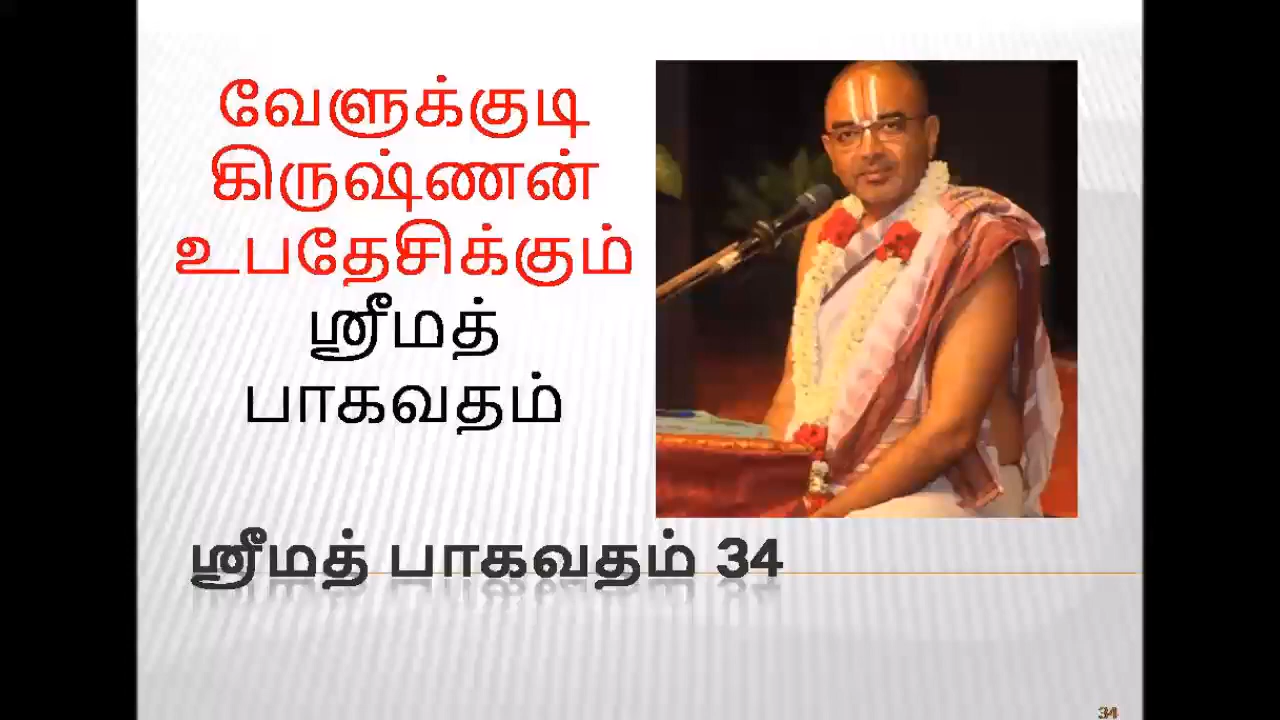 வேளுக்குடி
கிருஷ்ணன்
உபதேசிக்கும்
ஸ்ரீமத்
பாகவதம்
ஸ்ரீமத் பாகவதம் 34
34